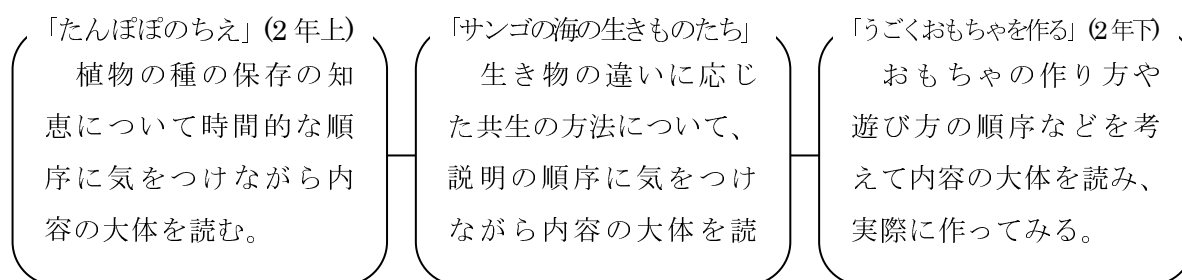 「たんぽぽのちえ」(2年上)
植物の種の保存の知
恵について時間的な順
序に気をつけながら内
容の大体を読む。
「サンゴの海の生きものたち」
生き物の違いに応じ
た共生の方法について、
説明の順序に気をつけ
ながら内容の大体を読
「うごくおもちゃを作る」(2年下)
おもちゃの作り方や
遊び方の順序などを考
えて内容の大体を読み、
実際に作ってみる。